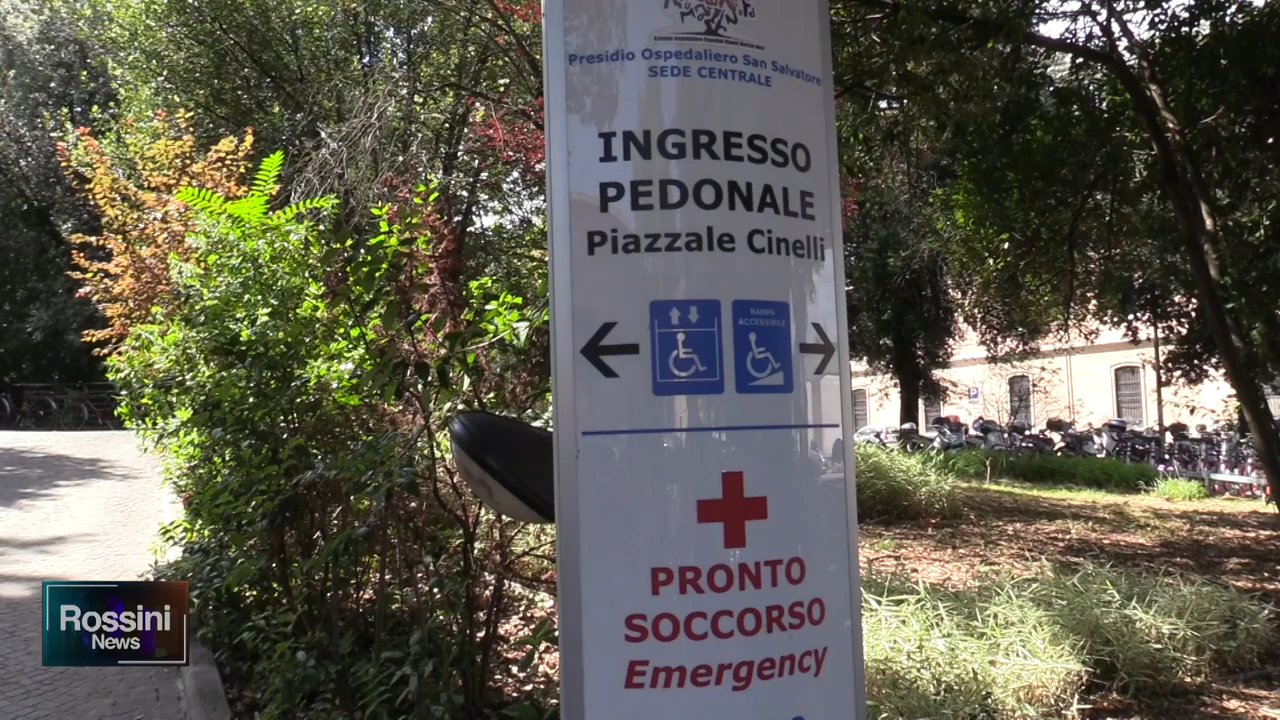 Presidio Ospedaliero San Salvatore
SEDE CENTRALE
INGRESSO
PEDONALE
Piazzale Cinelli
RAMPA
ACCESSIBILE
PRONTO
SOCCORSO
Emergency
Rossini
News
P